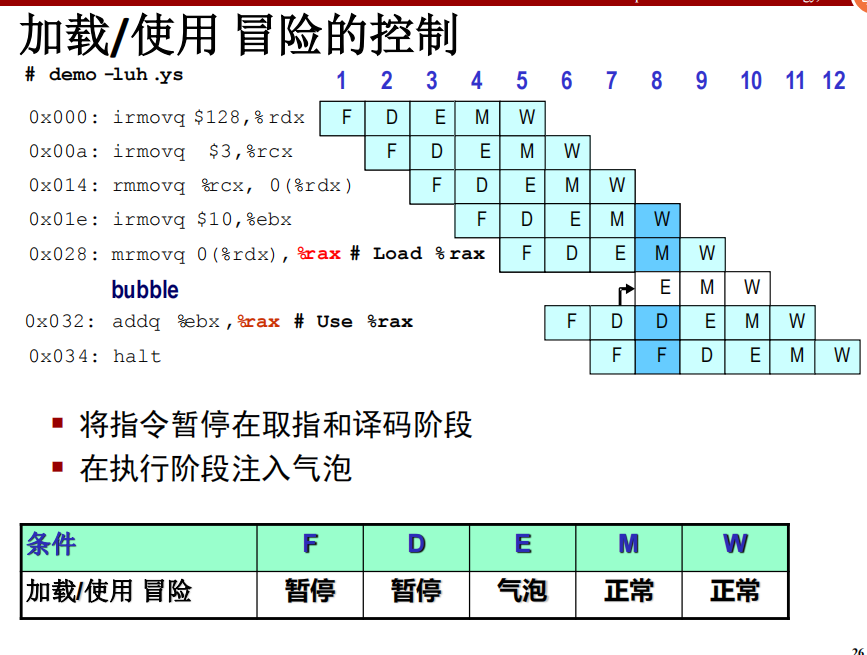 加载/使用 冒险的控制
# demo-luh.ys
1 2 3 4 5 6 7 8 9 10 11 12
0x000: irmovq $128,%rdx F D E M W
0x00a: irmovq $3,%rcx F D E M W
0x014: rmmovq %rcx, 0(%rdx) F D E M W
0x01e: irmovq $10,%ebx F D E M W
0x028: mrmovq 0(%rdx),%rax # Load %rax F D E M W
bubble E M W
0x032: addq %ebx,%rax # Use %rax F D D E M W
0x034: halt F F D E M W
将指令暂停在取指和译码阶段
在执行阶段注入气泡
条件 F D E M W
加载/使用 冒险 暂停 暂停 气泡 正常 正常
26